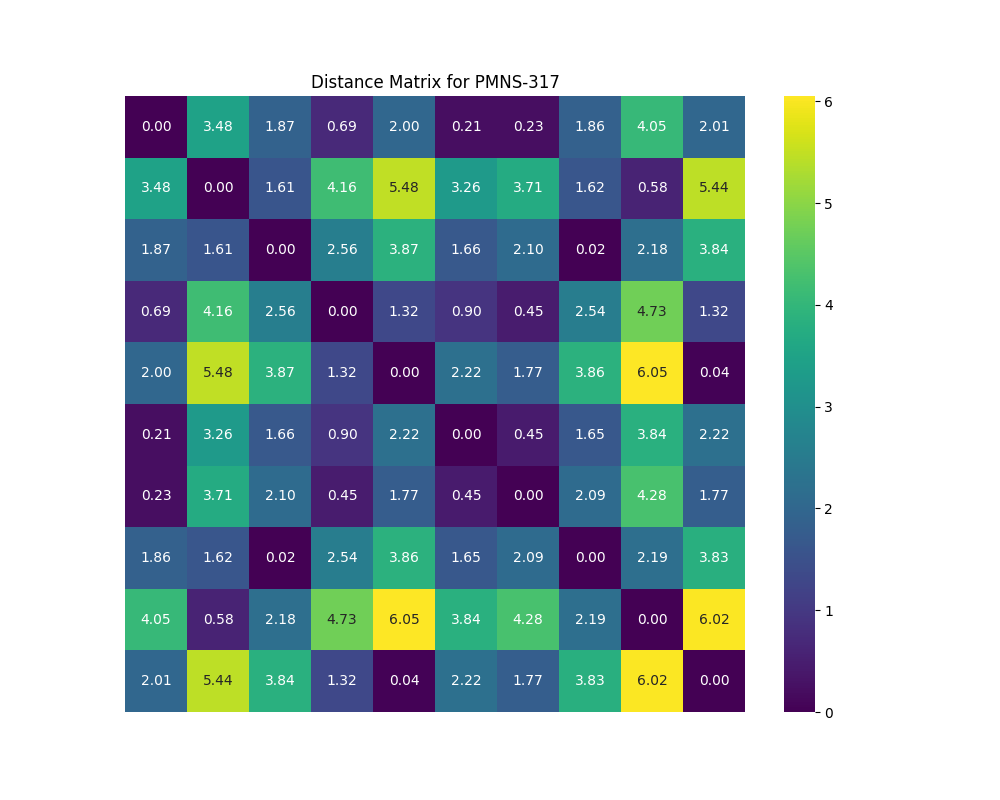 Distance Matrix for PMNS-317
0.00 3.48 1.87 0.69 2.00 0.21 0.23 1.86 4.05 2.01
3.48 0.00 1.61 4.16 5.48 3.26 3.71 1.62 0.58 5.44
1.87 1.61 0.00 2.56 3.87 1.66 2.10 0.02 2.18 3.84
0.69 4.16 2.56 0.00 1.32 0.90 0.45 2.54 4.73 1.32
2.00 5.48 3.87 1.32 0.00 2.22 1.77 3.86 6.05 0.04
0.21 3.26 1.66 0.90 2.22 0.00 0.45 1.65 3.84 2.22
0.23 3.71 2.10 0.45 1.77 0.45 0.00 2.09 4.28 1.77
1.86 1.62 0.02 2.54 3.86 1.65 2.09 0.00 2.19 3.83
4.05 0.58 2.18 4.73 6.05 3.84 4.28 2.19 0.00 6.02
2.01 5.44 3.84 1.32 0.04 2.22 1.77 3.83 6.02 0.00
6
5
4
3
2
1
0